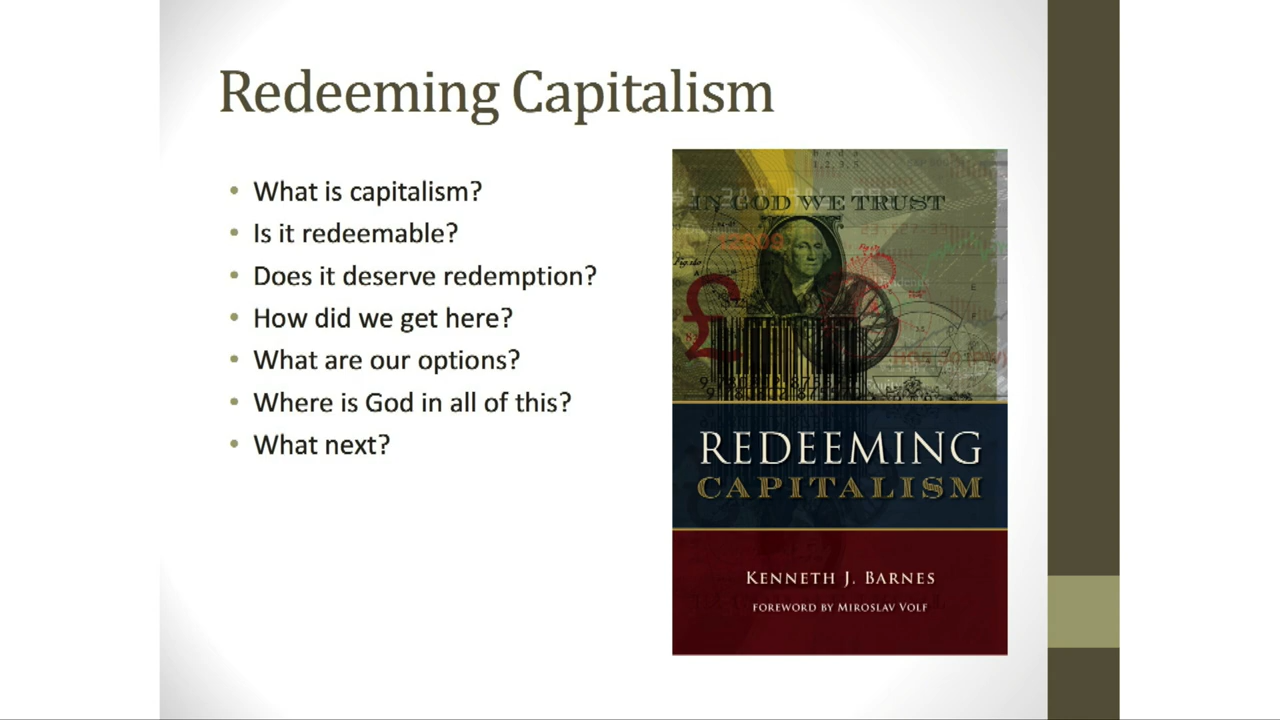 Redeeming Capitalism
• What is capitalism?
• Is it redeemable?
• Does it deserve redemption?
• How did we get here?
• What are our options?
• Where is God in all of this?
• What next?
IN GOD WE TRUST
£
REDEEMING
CAPITALISM
KENNETH J. BARNES
FOREWORD BY MIROSLAV VOLF